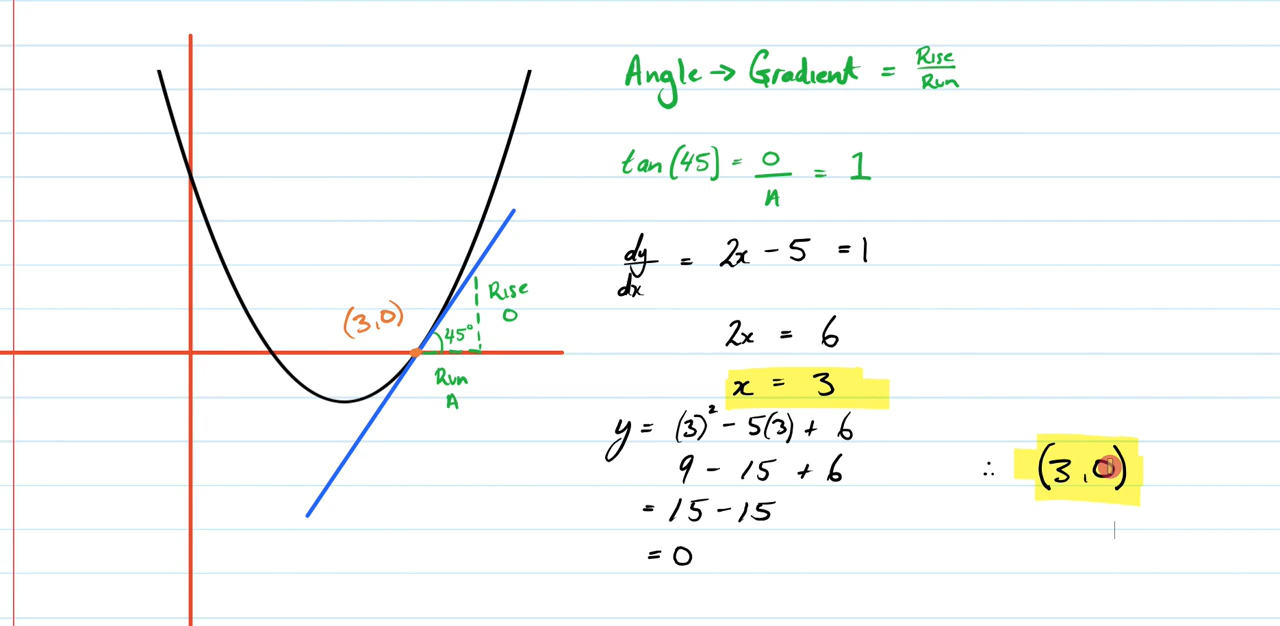 Angle → Gradient = Rise/Run
tan(45) = O/A = 1
dy/dx = 2x - 5 = 1
2x = 6
x = 3
y = (3)² - 5(3) + 6
9 - 15 + 6
= 15 - 15
= 0
∴ (3,0)
(3,0)
45°
Rise
O
Run
A